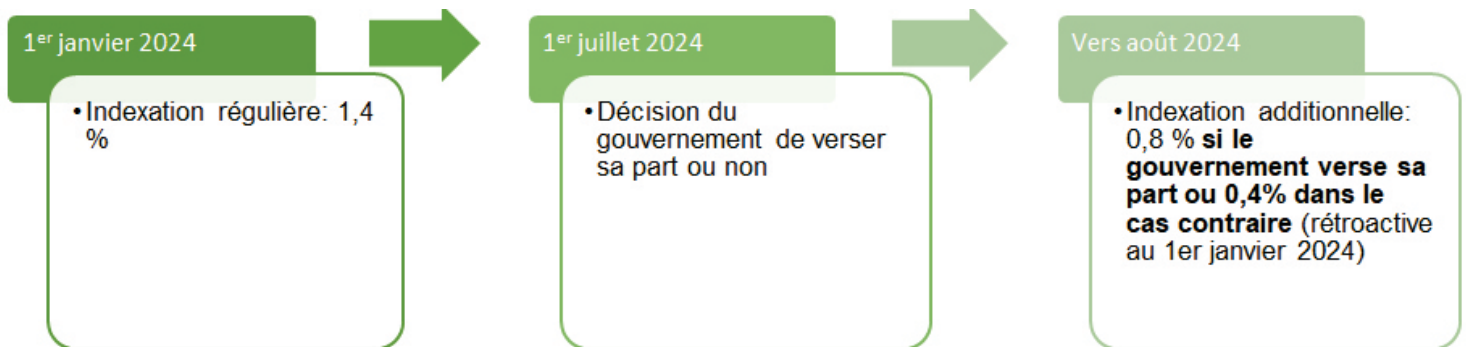 1er janvier 2024
•Indexation régulière: 1,4
%
1er juillet 2024
•Décision du
gouvernement de verser
sa part ou non
Vers août 2024
•Indexation additionnelle:
0,8 % si le
gouvernement verse sa
part ou 0,4% dans le
cas contraire (rétroactive
au 1er janvier 2024)